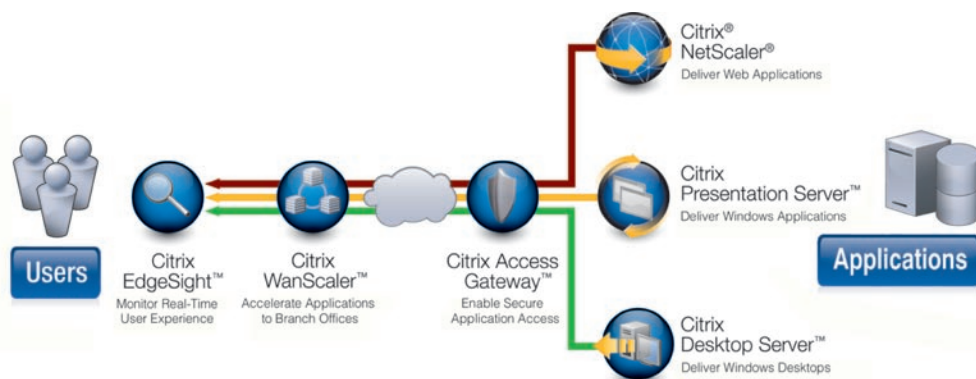 Citrix®
NetScaler®
Deliver Web Applications
Users
Citrix
EdgeSight™
Monitor Real-Time
User Experience
Citrix
WanScaler™
Accelerate Applications
to Branch Offices
Citrix Access
Gateway™
Enable Secure
Application Access
Citrix
Presentation Server™
Deliver Windows Applications
Applications
Citrix
Desktop Server™
Deliver Windows Desktops